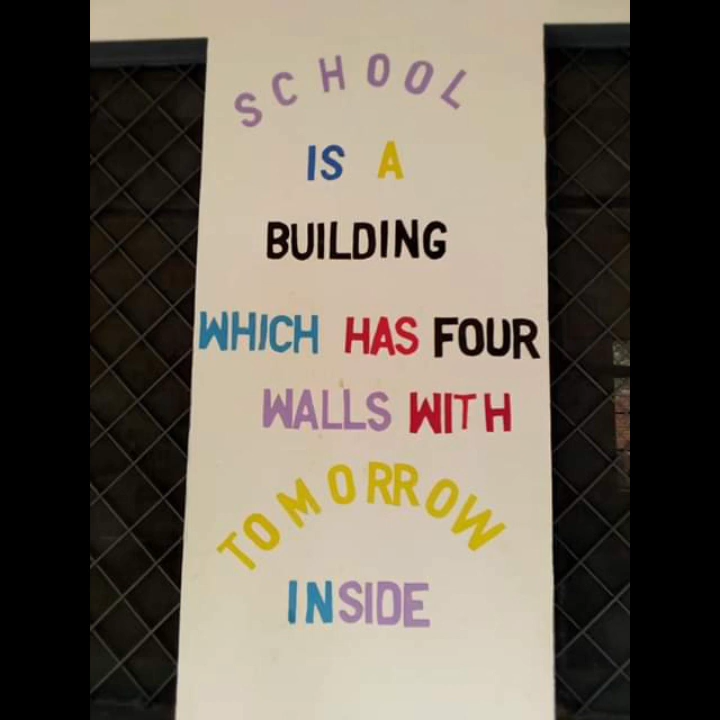 SCHOOL
IS A
BUILDING
WHICH HAS FOUR
WALLS WITH
TOMORROW
INSIDE